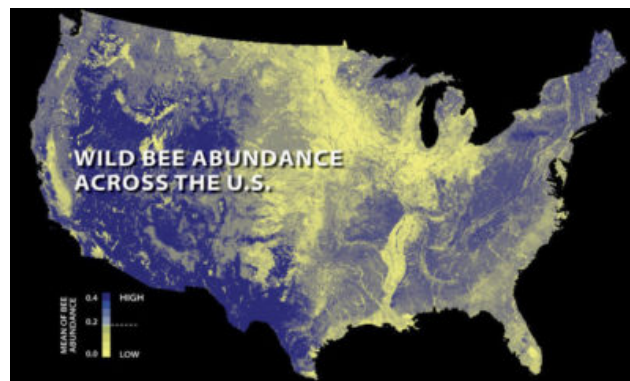 WILD BEE ABUNDANCE
ACROSS THE U.S.
MEAN OF BEE
ABUNDANCE
0.4 HIGH
0.2
0.0 LOW